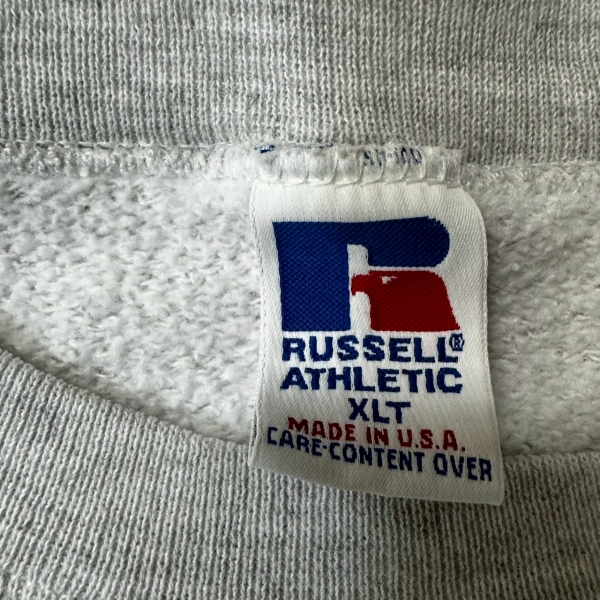 RUSSELL®
ATHLETIC
XLT
MADE IN U.S.A.
CARE-CONTENT OVER